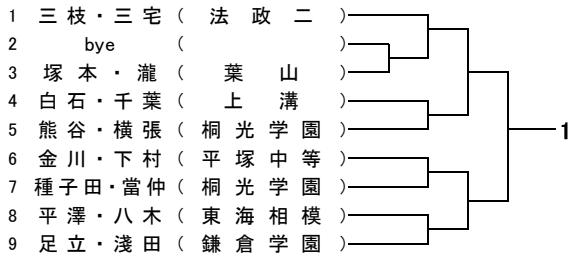 1 三枝・三宅（ 法政二 ）
2 bye （ ）
3 塚本・瀧（ 葉山 ）
4 白石・千葉（ 上溝 ）
5 熊谷・横張（ 桐光学園 ）
6 金川・下村（ 平塚中等 ）
7 種子田・當仲（ 桐光学園 ）
8 平澤・八木（ 東海相模 ）
9 足立・淺田（ 鎌倉学園 ）
1